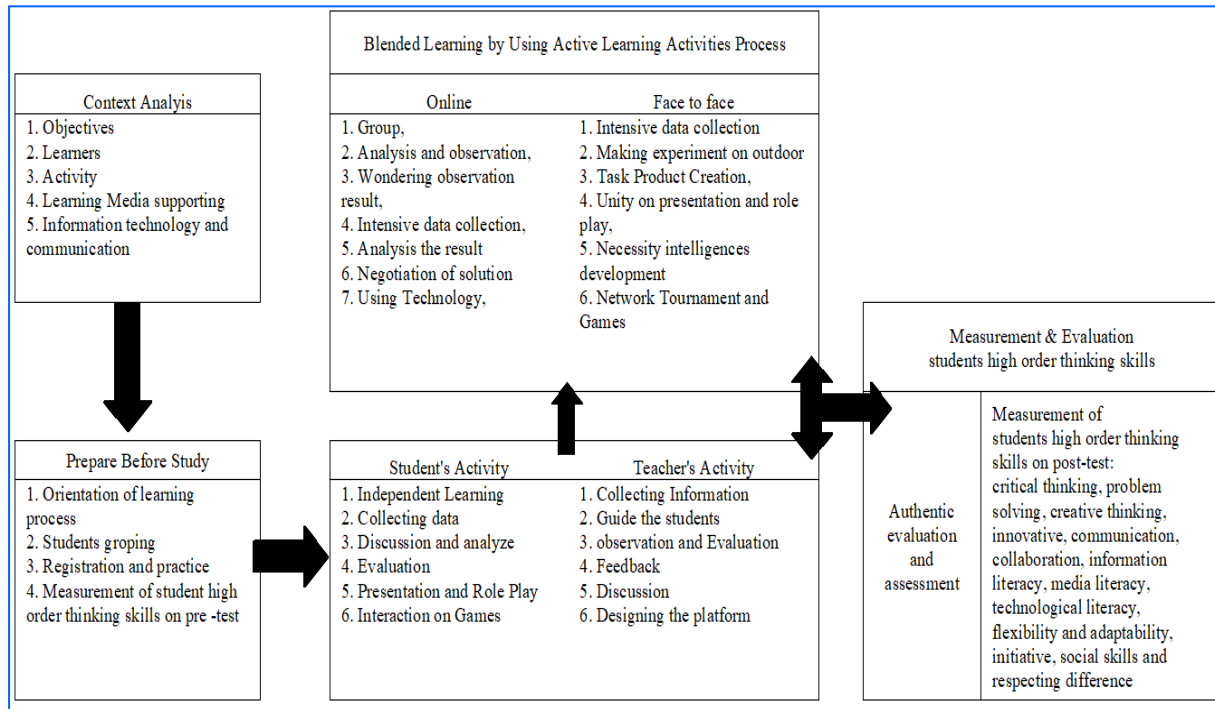 Blended Learning by Using Active Learning Activities Process
Context Analyis
1. Objectives
2. Learners
3. Activity
4. Learning Media supporting
5. Information technology and
communication
Online
1. Group,
2. Analysis and observation,
3. Wondering observation
result,
4. Intensive data collection,
5. Analysis the result
6. Negotiation of solution
7. Using Technology,
Face to face
1. Intensive data collection
2. Making experiment on outdoor
3. Task Product Creation,
4. Unity on presentation and role
play,
5. Necessity intelligences
development
6. Network Tournament and
Games
Prepare Before Study
1. Orientation of learning
process
2. Students groping
3. Registration and practice
4. Measurement of student high
order thinking skills on pre -test
Student's Activity
1. Independent Learning
2. Collecting data
3. Discussion and analyze
4. Evaluation
5. Presentation and Role Play
6. Interaction on Games
Teacher's Activity
1. Collecting Information
2. Guide the students
3. observation and Evaluation
4. Feedback
5. Discussion
6. Designing the platform
Measurement & Evaluation
students high order thinking skills
Authentic
evaluation
and
assessment
Measurement of
students high order thinking
skills on post-test:
critical thinking, problem
solving, creative thinking,
innovative, communication,
collaboration, information
literacy, media literacy,
technological literacy,
flexibility and adaptability,
initiative, social skills and
respecting difference